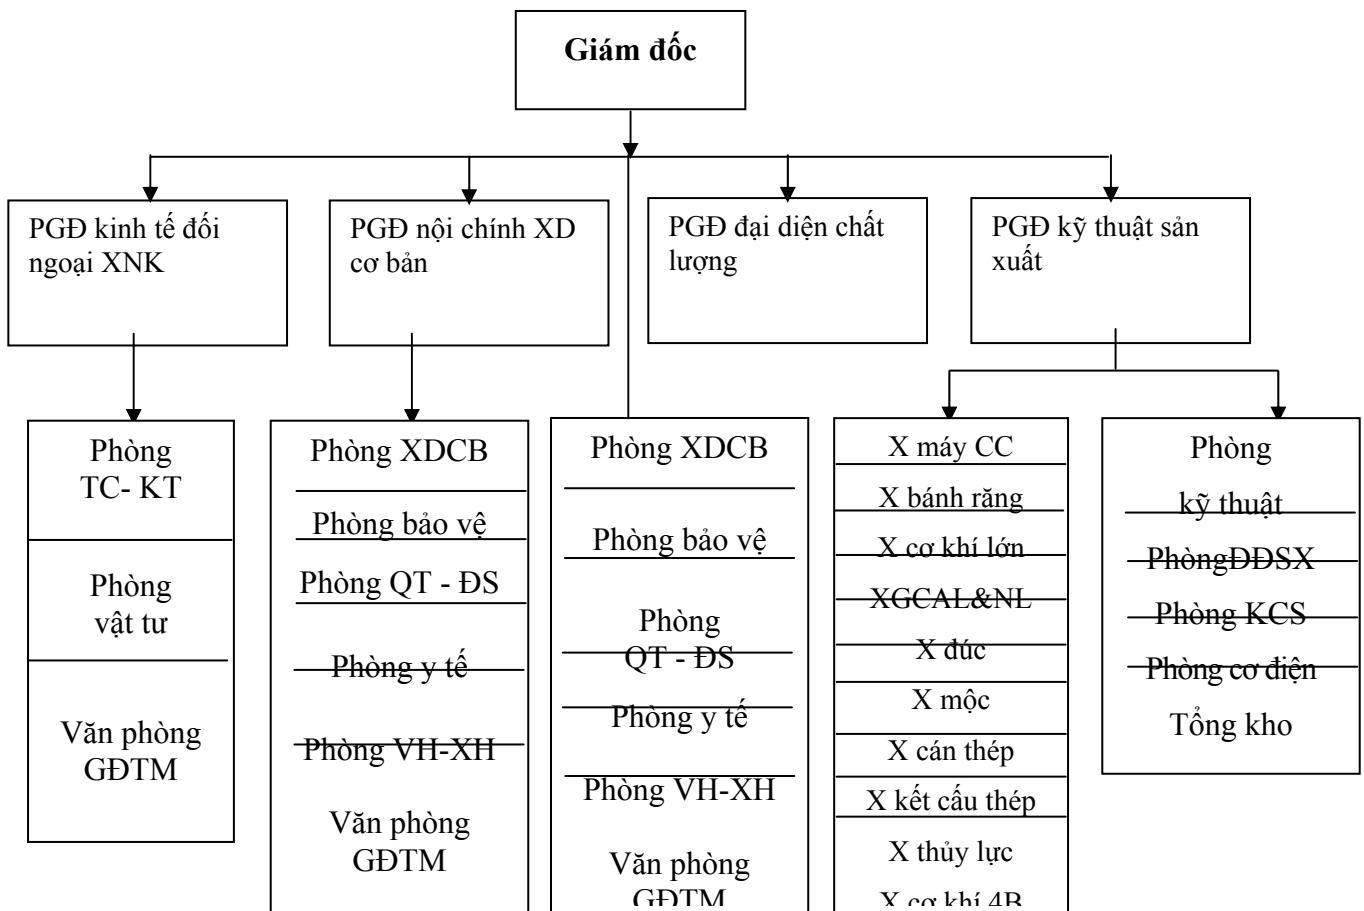 Giám đốc
PGĐ kinh tế đối
ngoại XNK
PGĐ nội chính XD
cơ bản
PGĐ đại diện chất
lượng
PGĐ kỹ thuật sản
xuất
Phòng
TC- KT
Phòng
vật tư
Văn phòng
GĐTM
Phòng XDCB
Phòng bảo vệ
Phòng QT - ĐS
Phòng y tế
Phòng VH-XH
Văn phòng
GĐTM
Phòng XDCB
Phòng bảo vệ
Phòng
QT - ĐS
Phòng y tế
Phòng VH-XH
Văn phòng
GĐTM
X máy CC
X bánh răng
X cơ khí lớn
XGCAL&NL
X đúc
X mộc
X cán thép
X kết cấu thép
X thủy lực
X cơ khí 4B
Phòng
kỹ thuật
PhòngĐĐSX
Phòng KCS
Phòng cơ điện
Tổng kho